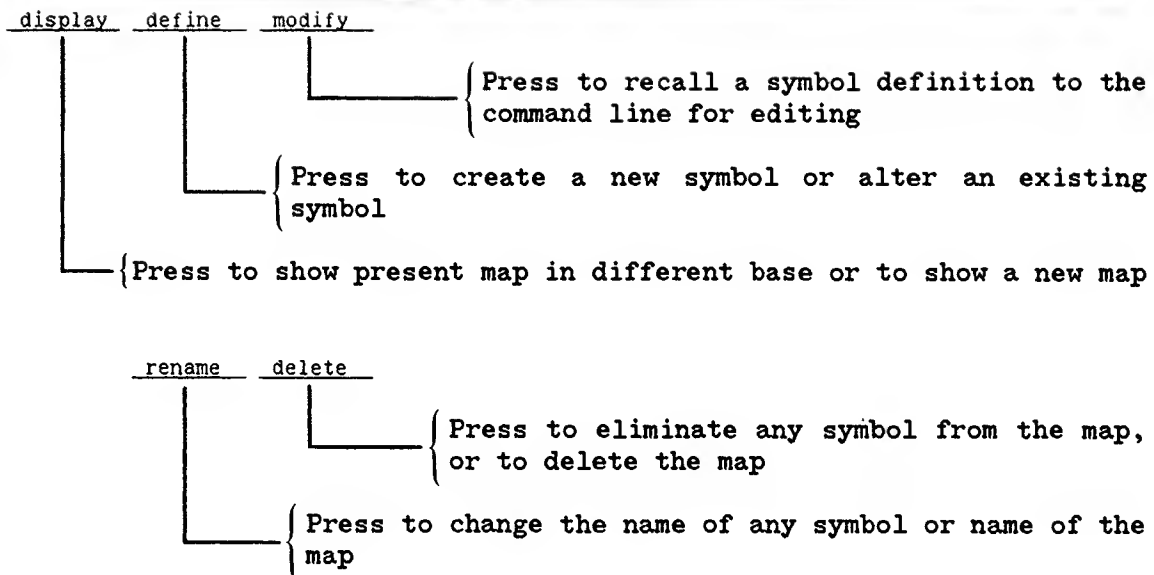 display define modify
Press to recall a symbol definition to the
command line for editing
Press to create a new symbol or alter an existing
symbol
Press to show present map in different base or to show a new map
rename delete
Press to eliminate any symbol from the map,
or to delete the map
Press to change the name of any symbol or name of the
map